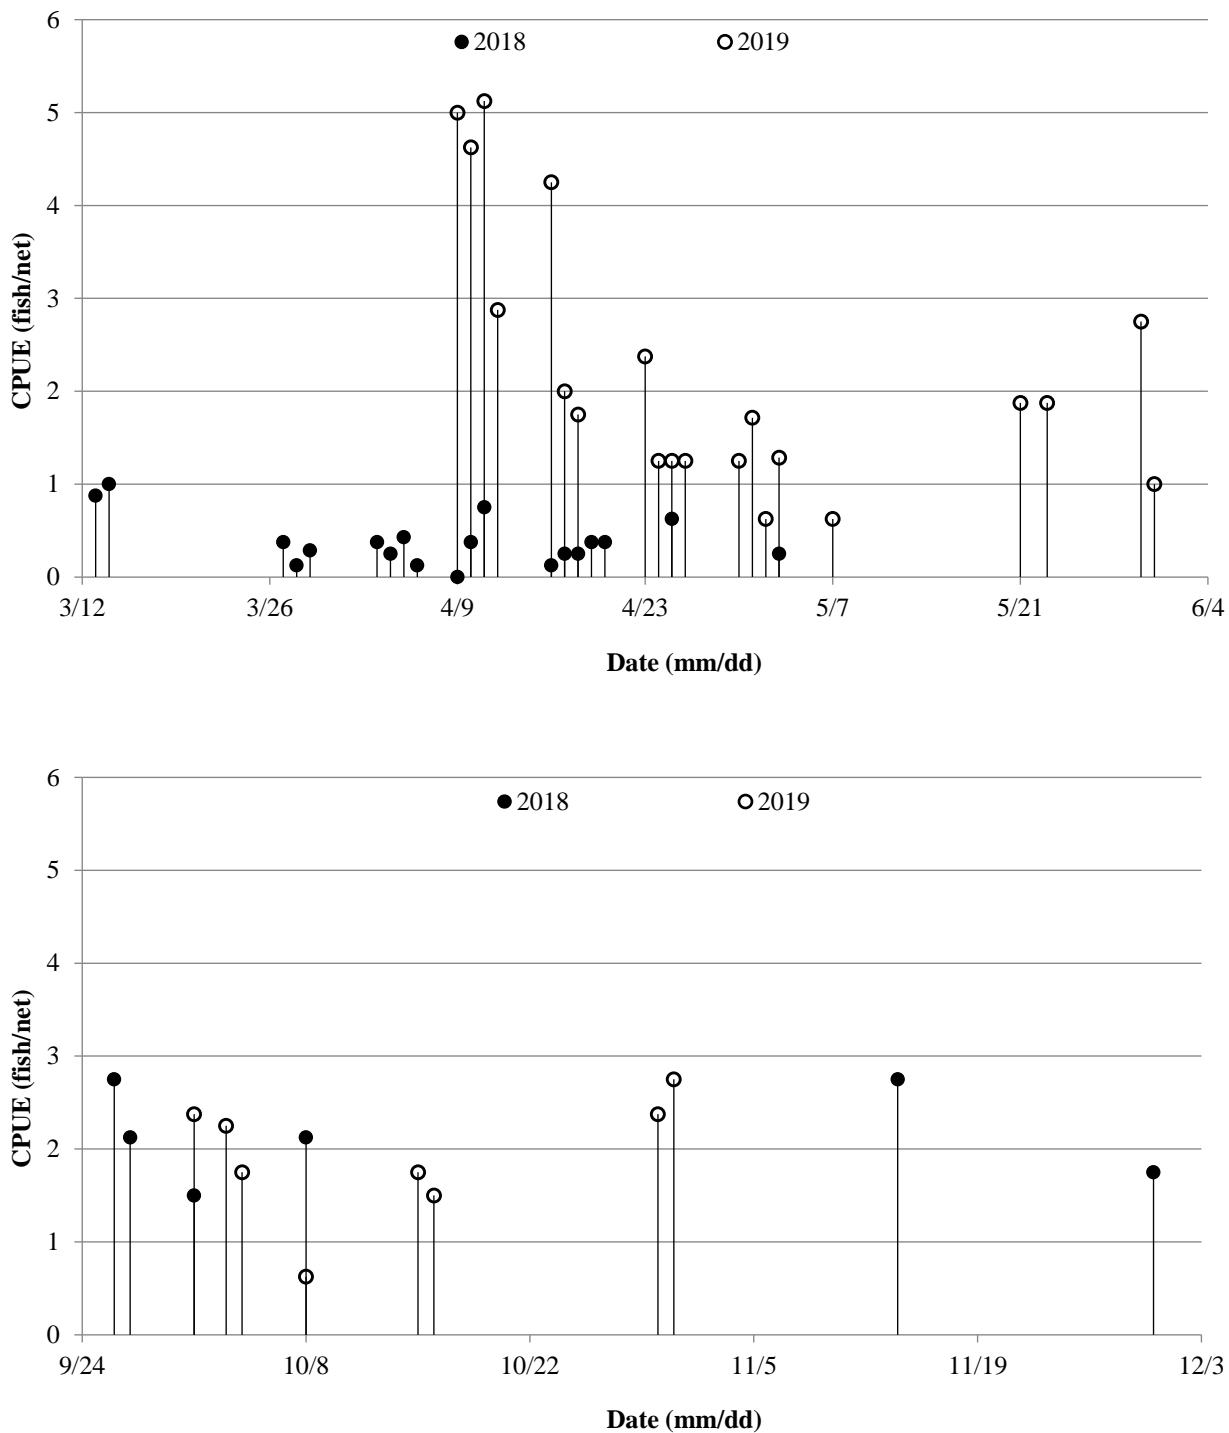 6
2018 2019
5
4
3
2
1
0
CPUE (fish/net)
3/12 3/26 4/9 4/23 5/7 5/21 6/4
Date (mm/dd)
6
2018 2019
5
4
3
2
1
0
CPUE (fish/net)
9/24 10/8 10/22 11/5 11/19 12/3
Date (mm/dd)